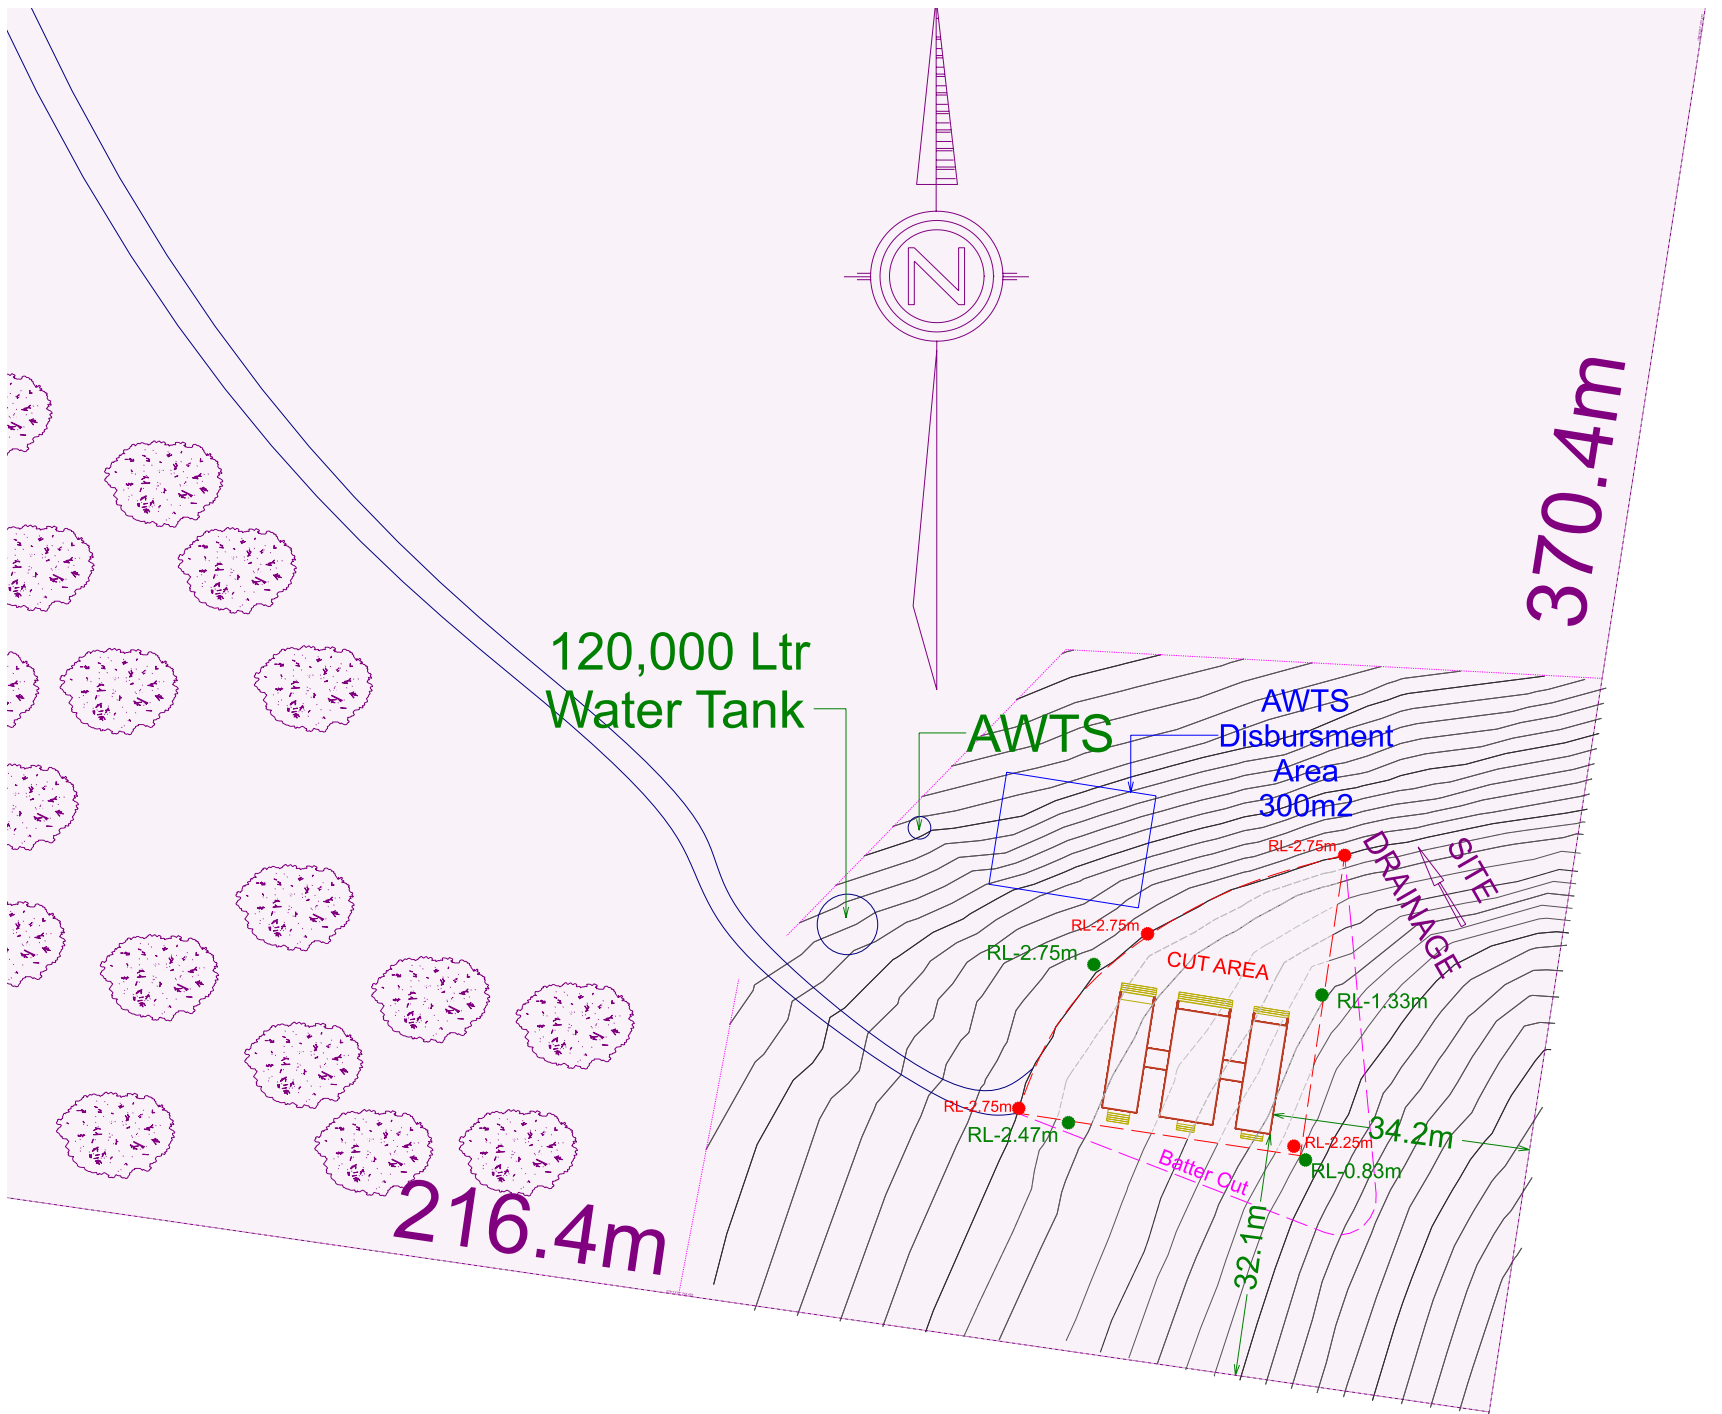 N
370.4m
120,000 Ltr
Water Tank
AWTS
AWTS
Disbursment
Area
300m2
SITE
DRAINAGE
RL-2.75m
RL-2.75m
RL-2.75m
CUT AREA
RL-1.33m
RL-2.75m
RL-2.47m
34.2m
RL-2.25m
RL-0.83m
Batter Cut
32.1m
216.4m